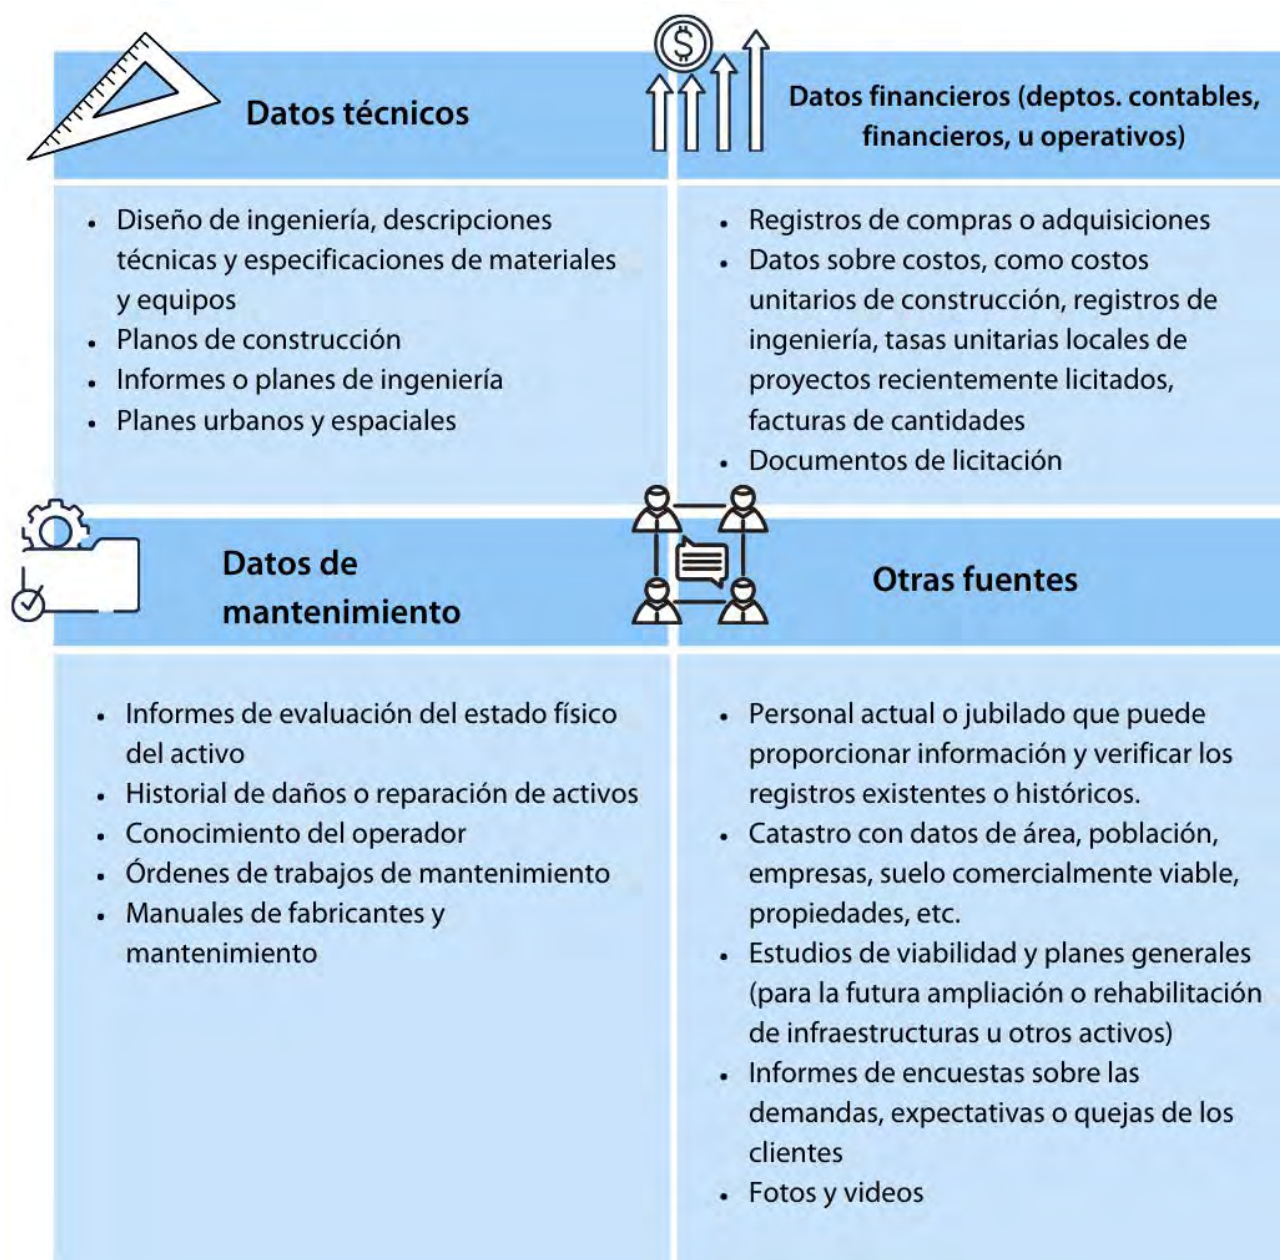 Datos técnicos
Datos financieros (deptos. contables,
financieros, u operativos)
• Diseño de ingeniería, descripciones
técnicas y especificaciones de materiales
y equipos
• Planos de construcción
• Informes o planes de ingeniería
• Planes urbanos y espaciales
• Registros de compras o adquisiciones
• Datos sobre costos, como costos
unitarios de construcción, registros de
ingeniería, tasas unitarias locales de
proyectos recientemente licitados,
facturas de cantidades
• Documentos de licitación
Datos de
mantenimiento
Otras fuentes
• Informes de evaluación del estado físico
del activo
• Historial de daños o reparación de activos
• Conocimiento del operador
• Órdenes de trabajos de mantenimiento
• Manuales de fabricantes y
mantenimiento
• Personal actual o jubilado que puede
proporcionar información y verificar los
registros existentes o históricos.
• Catastro con datos de área, población,
empresas, suelo comercialmente viable,
propiedades, etc.
• Estudios de viabilidad y planes generales
(para la futura ampliación o rehabilitación
de infraestructuras u otros activos)
• Informes de encuestas sobre las
demandas, expectativas o quejas de los
clientes
• Fotos y videos